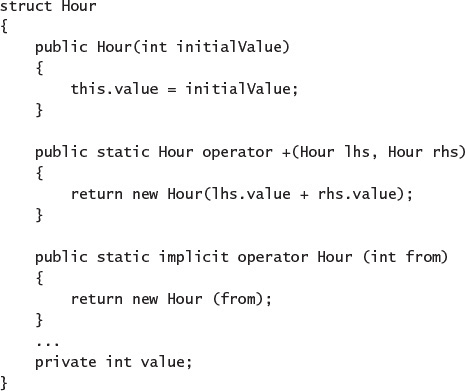 struct Hour
{
    public Hour(int initialValue)
    {
        this.value = initialValue;
    }

    public static Hour operator +(Hour lhs, Hour rhs)
    {
        return new Hour(lhs.value + rhs.value);
    }

    public static implicit operator Hour (int from)
    {
        return new Hour (from);
    }
    ...
    private int value;
}